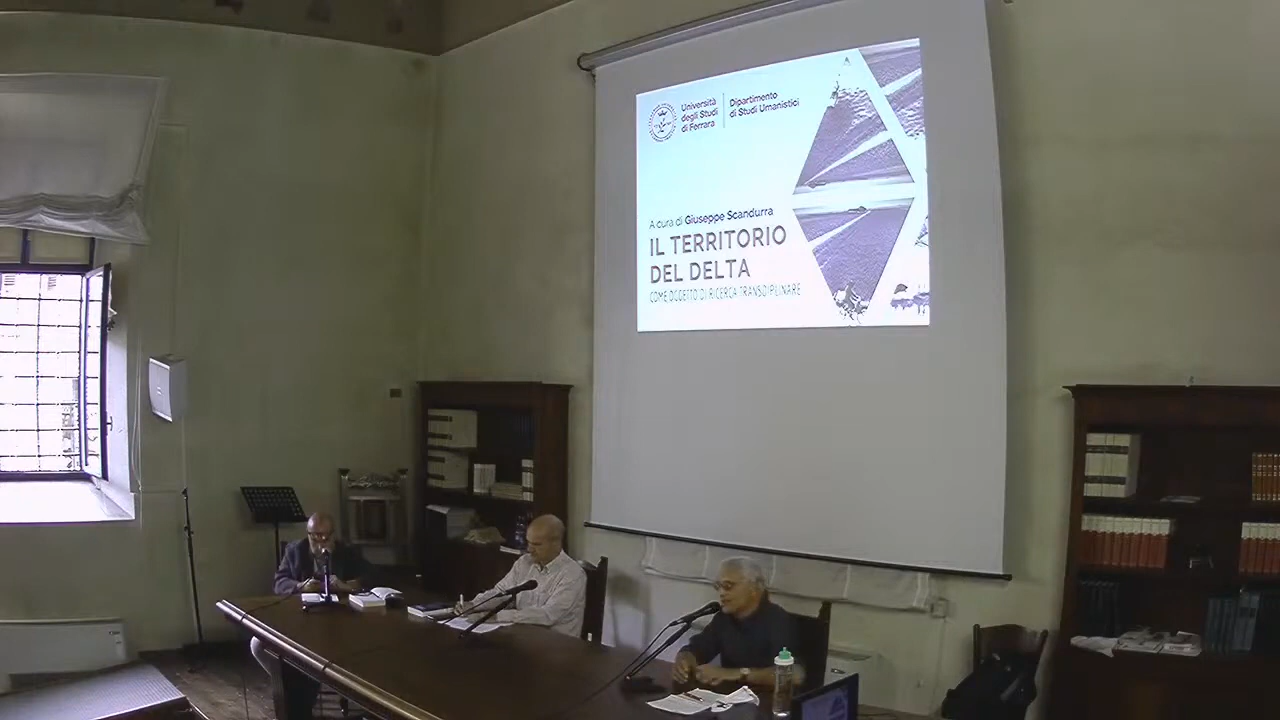 Università
degli Studi
di Ferrara
Dipartimento
di Studi Umanistici
A cura di Giuseppe Scandurra
IL TERRITORIO
DEL DELTA
COME OGGETTO DI RICERCA TRANSDIPLINARE